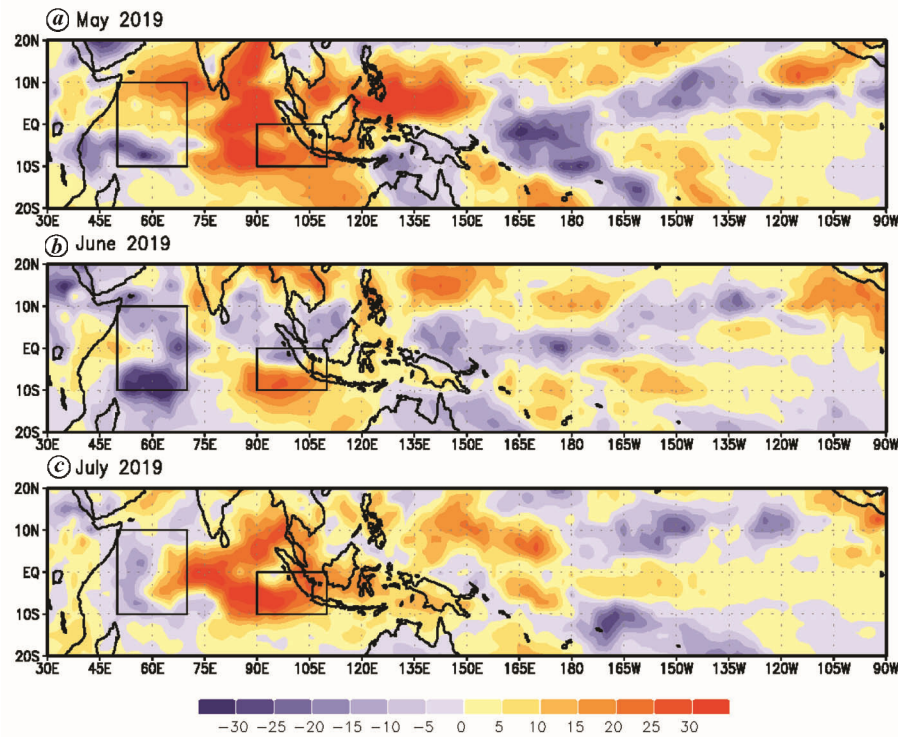 a May 2019
20N
10N
EQ
10S
20S
30E 45E 60E 75E 90E 105E 120E 135E 150E 165E 180 165W 150W 135W 120W 105W 90W
b June 2019
20N
10N
EQ
10S
20S
30E 45E 60E 75E 90E 105E 120E 135E 150E 165E 180 165W 150W 135W 120W 105W 90W
c July 2019
20N
10N
EQ
10S
20S
30E 45E 60E 75E 90E 105E 120E 135E 150E 165E 180 165W 150W 135W 120W 105W 90W
−30 −25 −20 −15 −10 −5 0 5 10 15 20 25 30